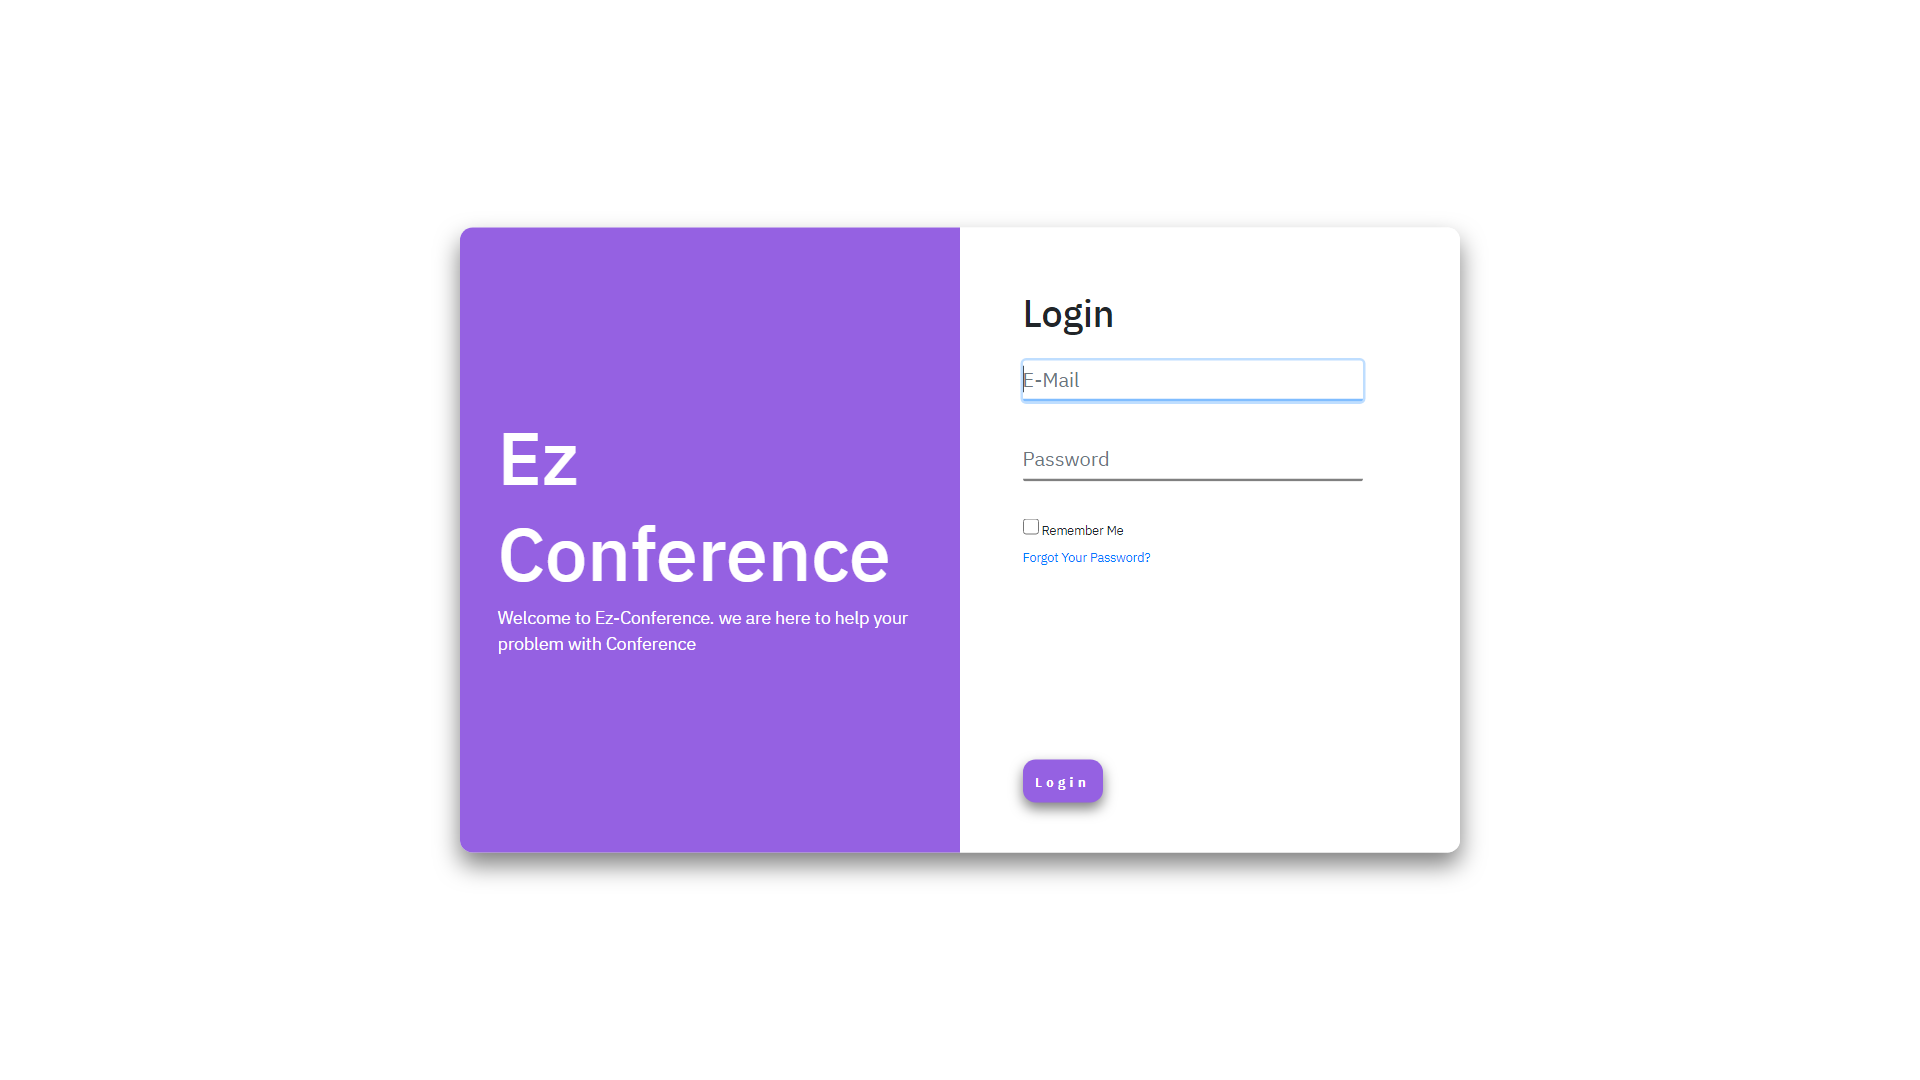 Ez
Conference
Welcome to Ez-Conference. we are here to help your
problem with Conference
Login
E-Mail
Password
Remember Me
Forgot Your Password?
Login